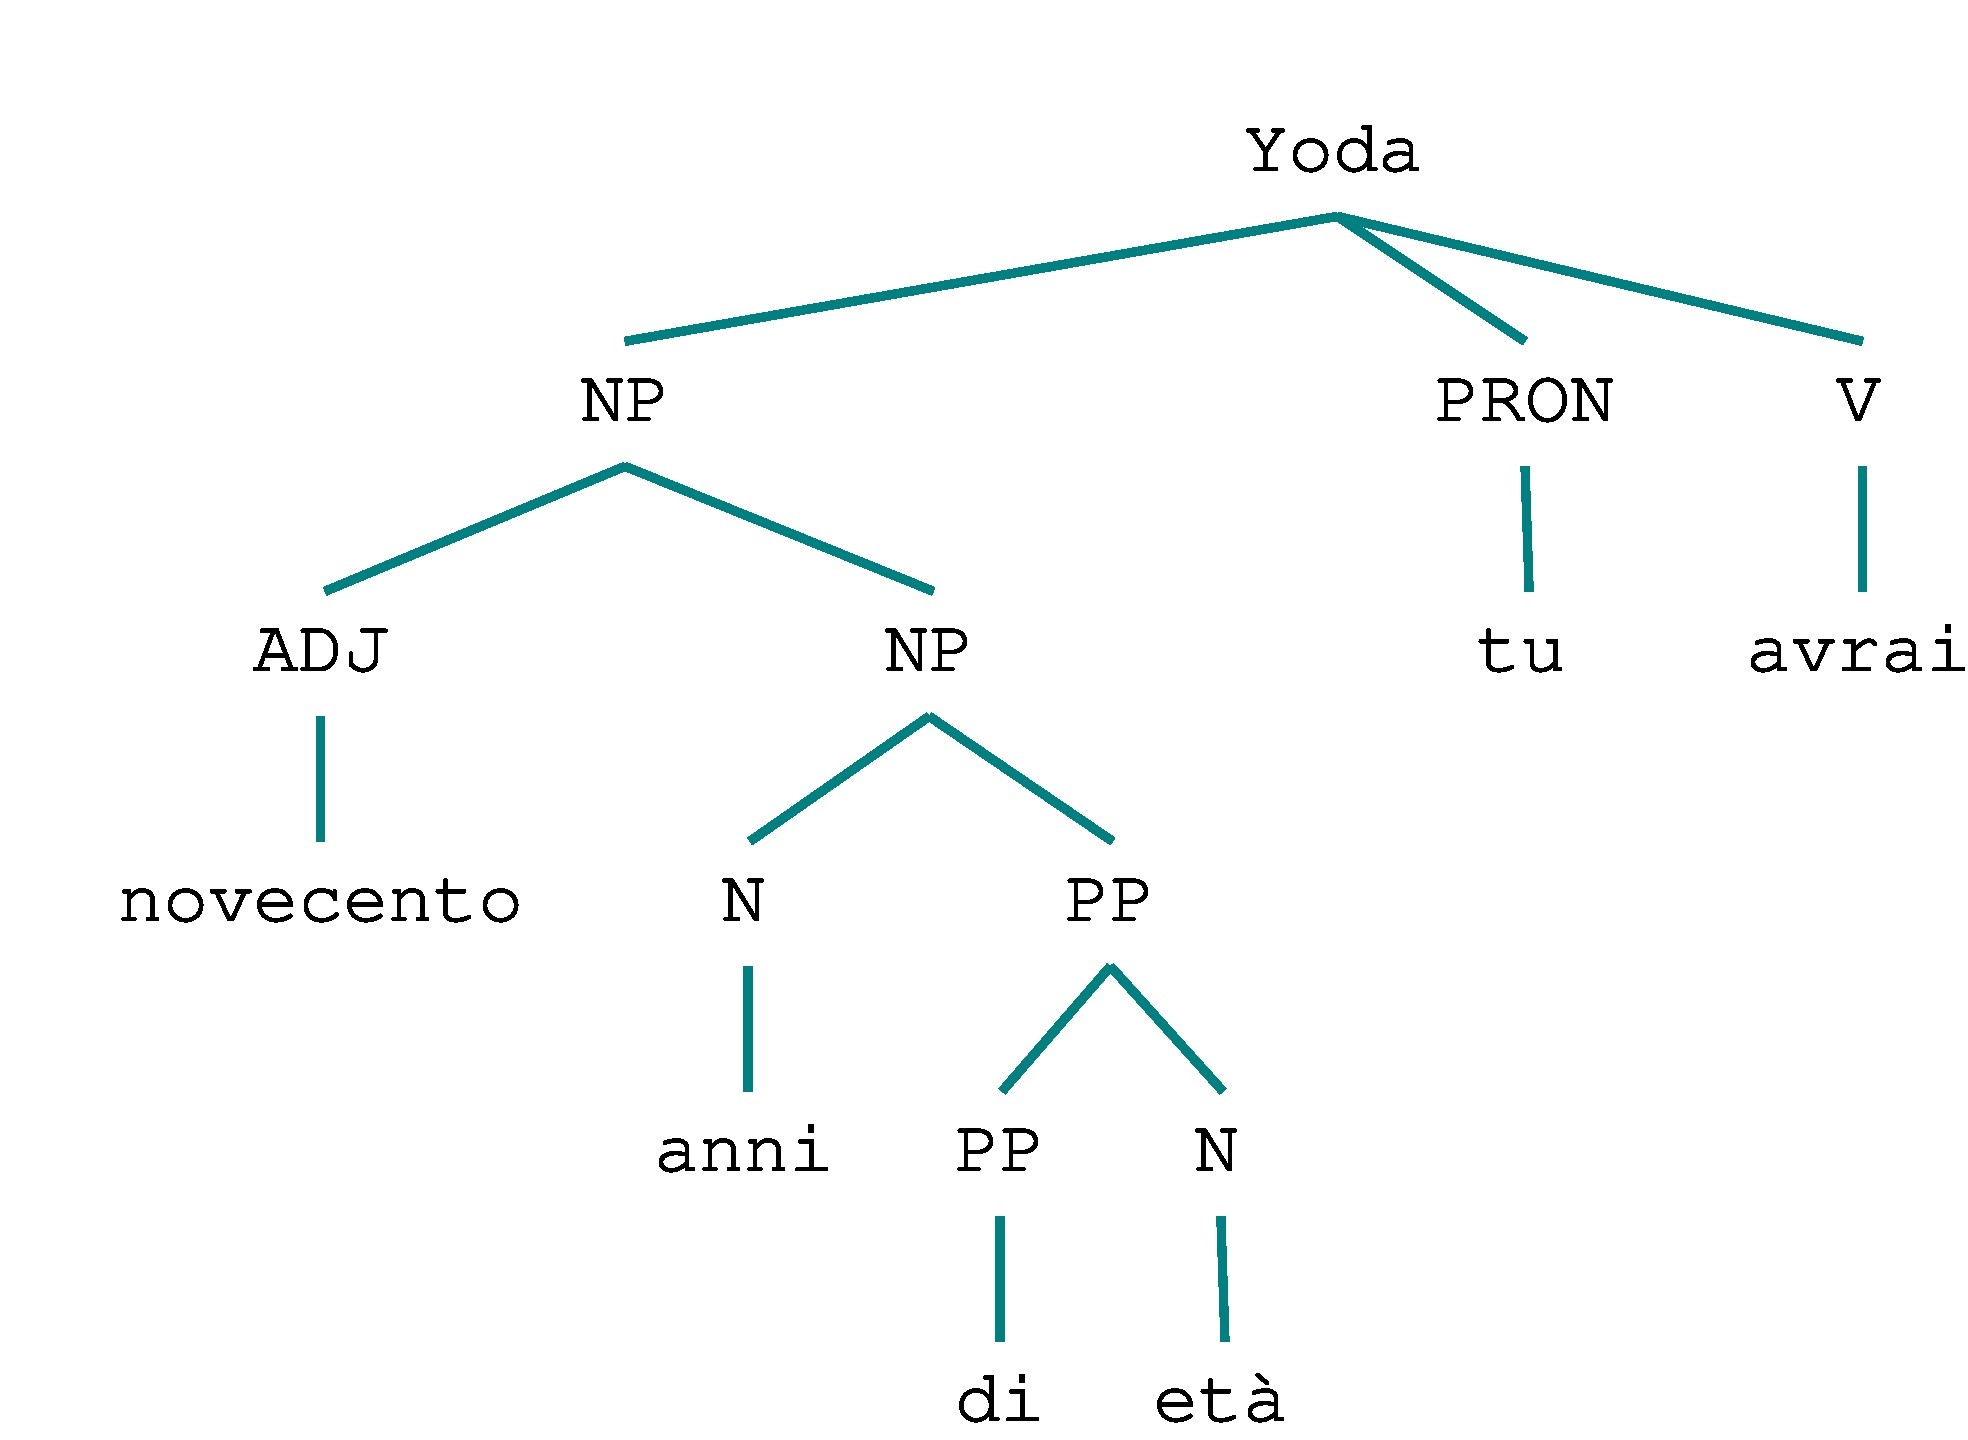 Yoda
NP PRON V
ADJ NP tu avrai
novecento N PP
anni PP N
di età